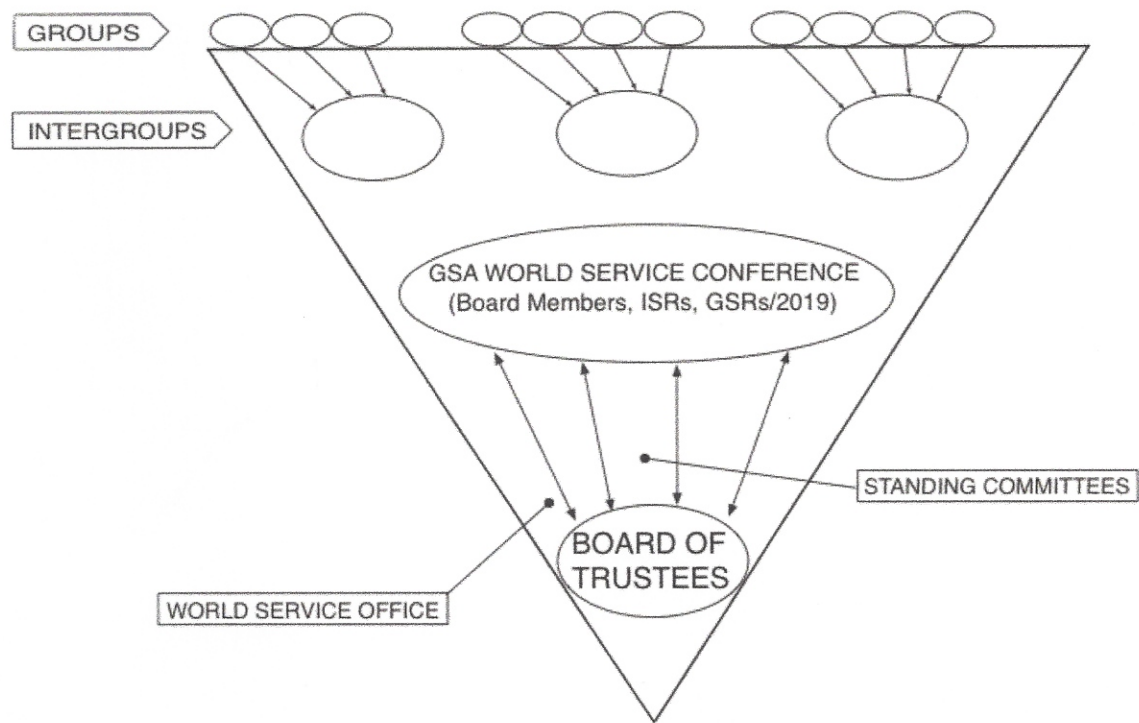 GROUPS
INTERGROUPS
GSA WORLD SERVICE CONFERENCE
(Board Members, ISRs, GSRs/2019)
STANDING COMMITTEES
BOARD OF
TRUSTEES
WORLD SERVICE OFFICE